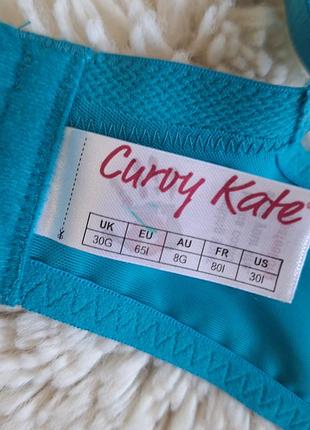 Curvy Kate
UK EU AU FR US
30G 65I 8G 80I 30I